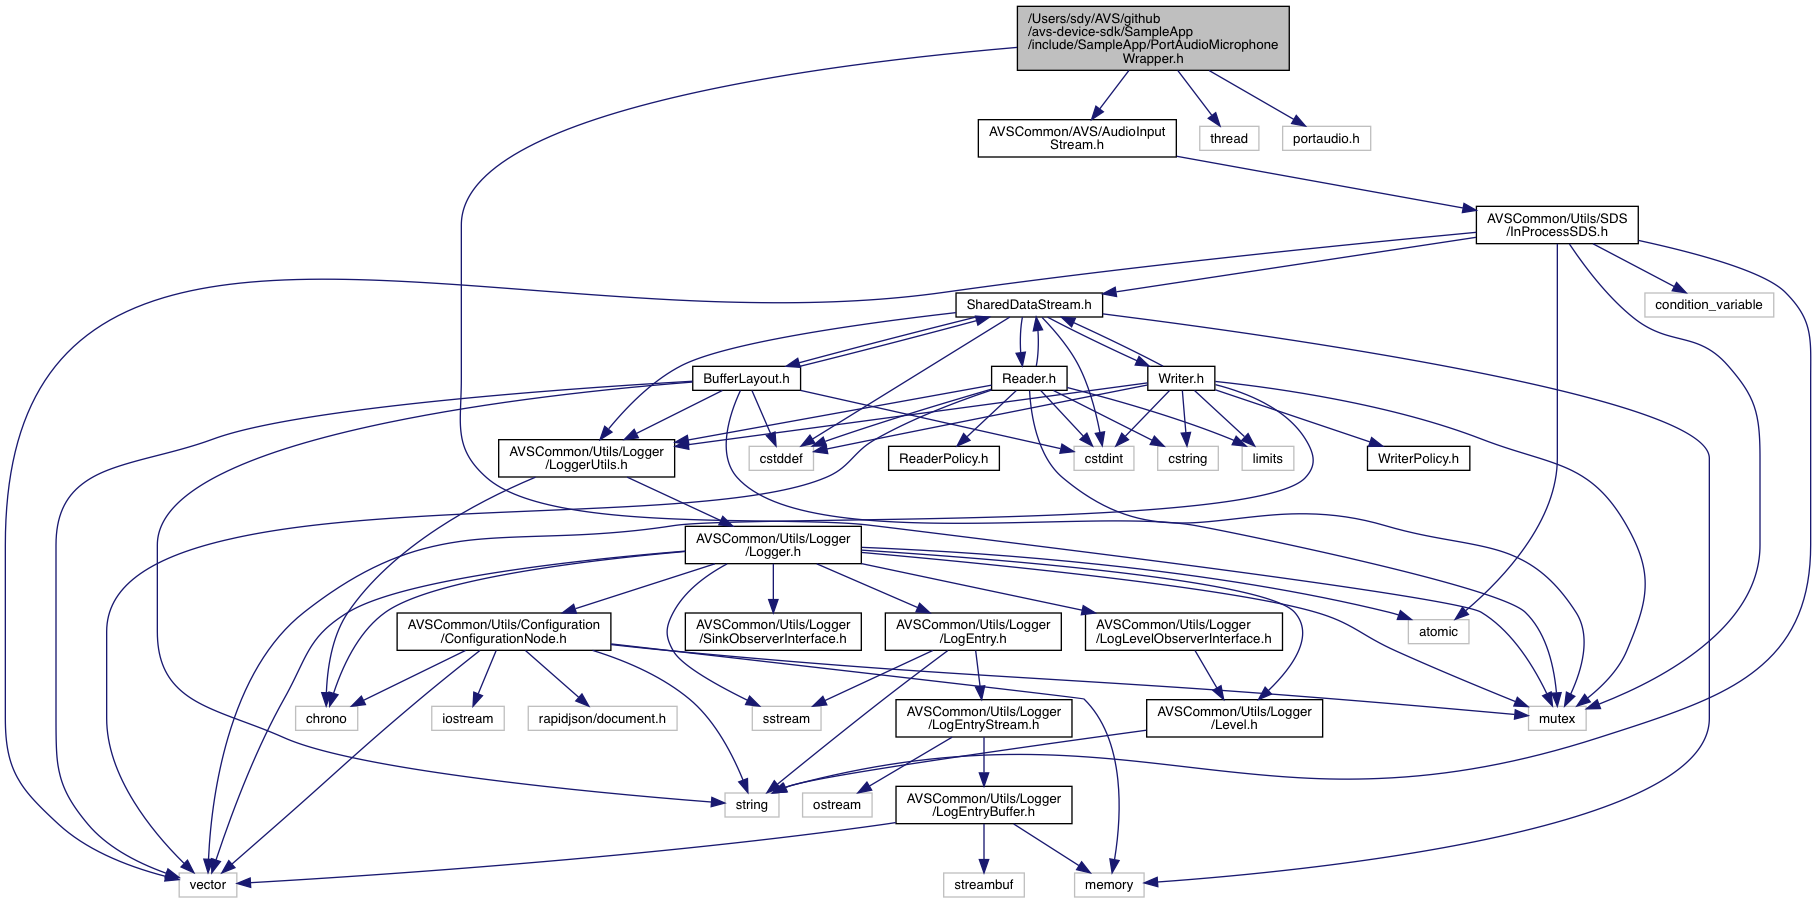 /Users/sdy/AVS/github
/avs-device-sdk/SampleApp
/include/SampleApp/PortAudioMicrophone
Wrapper.h
AVSCommon/AVS/AudioInput
Stream.h
thread
portaudio.h
AVSCommon/Utils/SDS
/InProcessSDS.h
SharedDataStream.h
condition_variable
BufferLayout.h
Reader.h
Writer.h
AVSCommon/Utils/Logger
/LoggerUtils.h
cstddef
ReaderPolicy.h
cstdint
cstring
limits
WriterPolicy.h
AVSCommon/Utils/Logger
/Logger.h
AVSCommon/Utils/Configuration
/ConfigurationNode.h
AVSCommon/Utils/Logger
/SinkObserverInterface.h
AVSCommon/Utils/Logger
/LogEntry.h
AVSCommon/Utils/Logger
/LogLevelObserverInterface.h
atomic
chrono
iostream
rapidjson/document.h
sstream
AVSCommon/Utils/Logger
/LogEntryStream.h
AVSCommon/Utils/Logger
/Level.h
mutex
string
ostream
AVSCommon/Utils/Logger
/LogEntryBuffer.h
vector
streambuf
memory